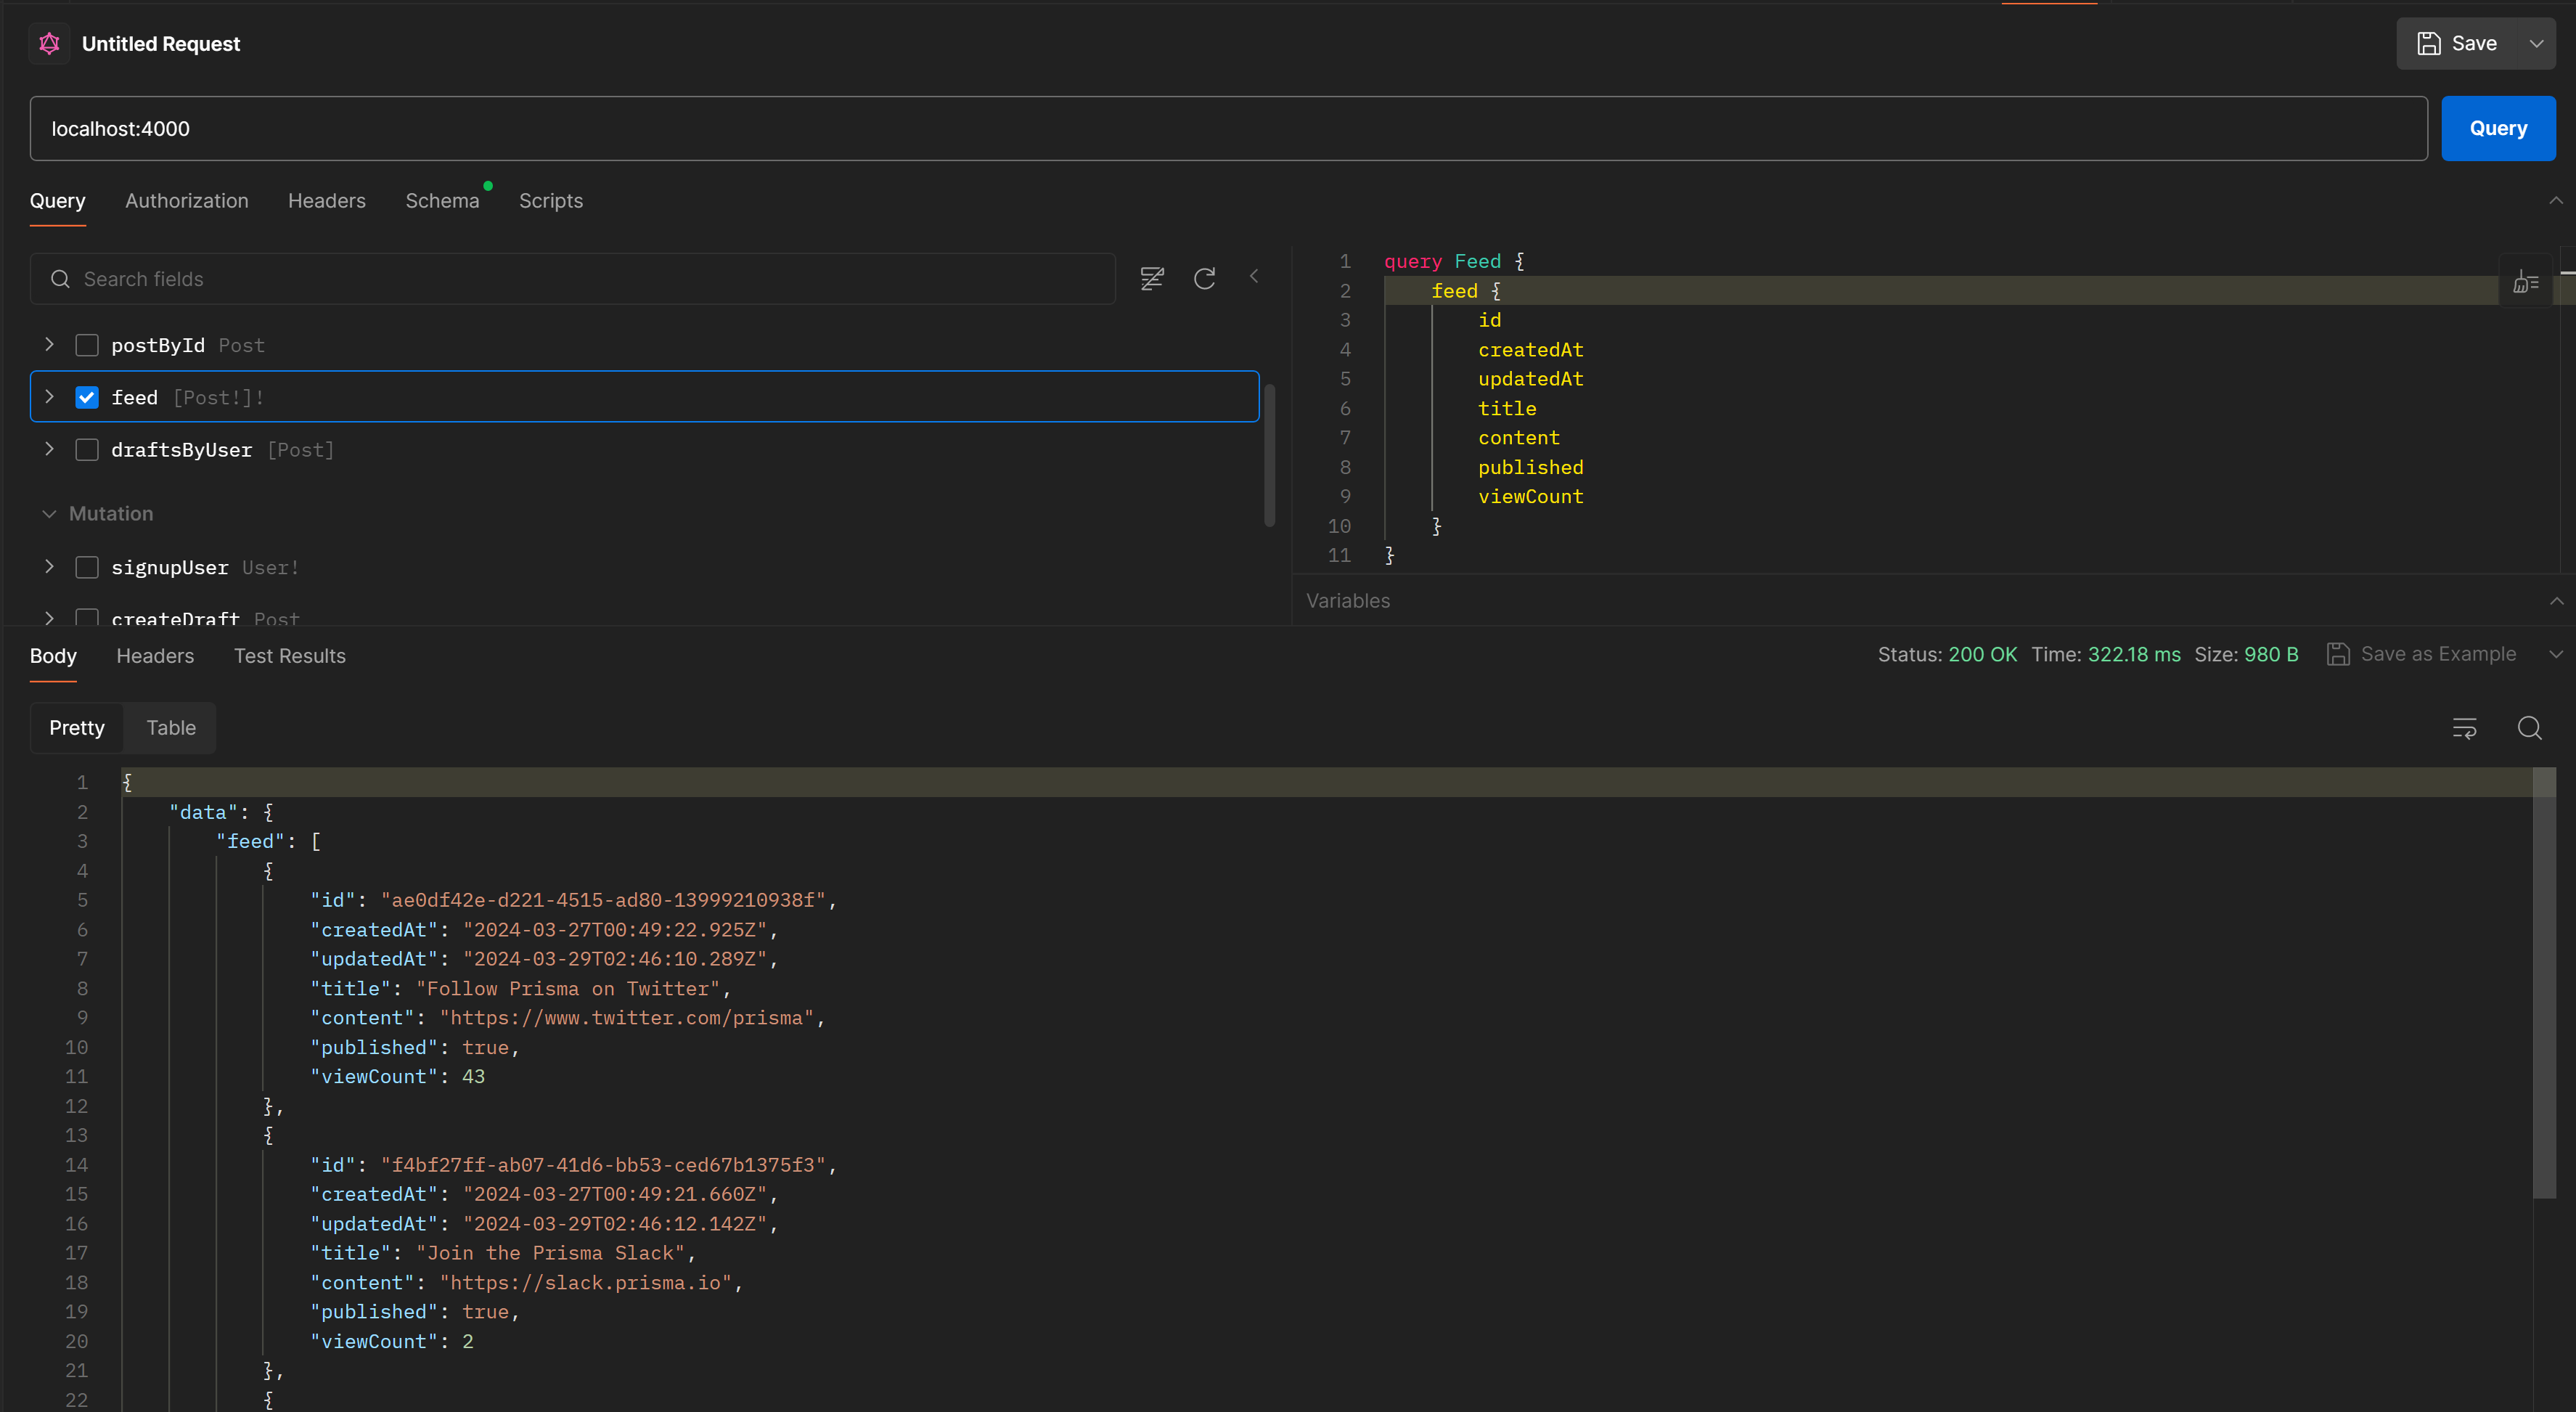 Untitled Request
Save
localhost:4000
Query
Query Authorization Headers Schema Scripts
Search fields
postById Post
feed [Post!]!
draftsByUser [Post]
Mutation
signupUser User!
createDraft Post
1 query Feed {
2 feed {
3 id
4 createdAt
5 updatedAt
6 title
7 content
8 published
9 viewCount
10 }
11 }
Variables
Body Headers Test Results
Status: 200 OK Time: 322.18 ms Size: 980 B Save as Example
Pretty Table
1 {
2 "data": {
3 "feed": [
4 {
5 "id": "ae0df42e-d221-4515-ad80-13999210938f",
6 "createdAt": "2024-03-27T00:49:22.925Z",
7 "updatedAt": "2024-03-29T02:46:10.289Z",
8 "title": "Follow Prisma on Twitter",
9 "content": "https://www.twitter.com/prisma",
10 "published": true,
11 "viewCount": 43
12 },
13 {
14 "id": "f4bf27ff-ab07-41d6-bb53-ced67b1375f3",
15 "createdAt": "2024-03-27T00:49:21.660Z",
16 "updatedAt": "2024-03-29T02:46:12.142Z",
17 "title": "Join the Prisma Slack",
18 "content": "https://slack.prisma.io",
19 "published": true,
20 "viewCount": 2
21 },
22 {